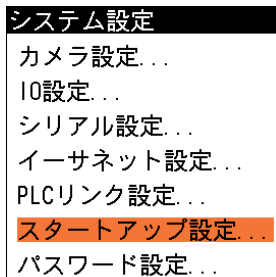 システム設定
カメラ設定...
IO設定...
シリアル設定...
イーサネット設定...
PLCリンク設定...
スタートアップ設定...
パスワード設定...